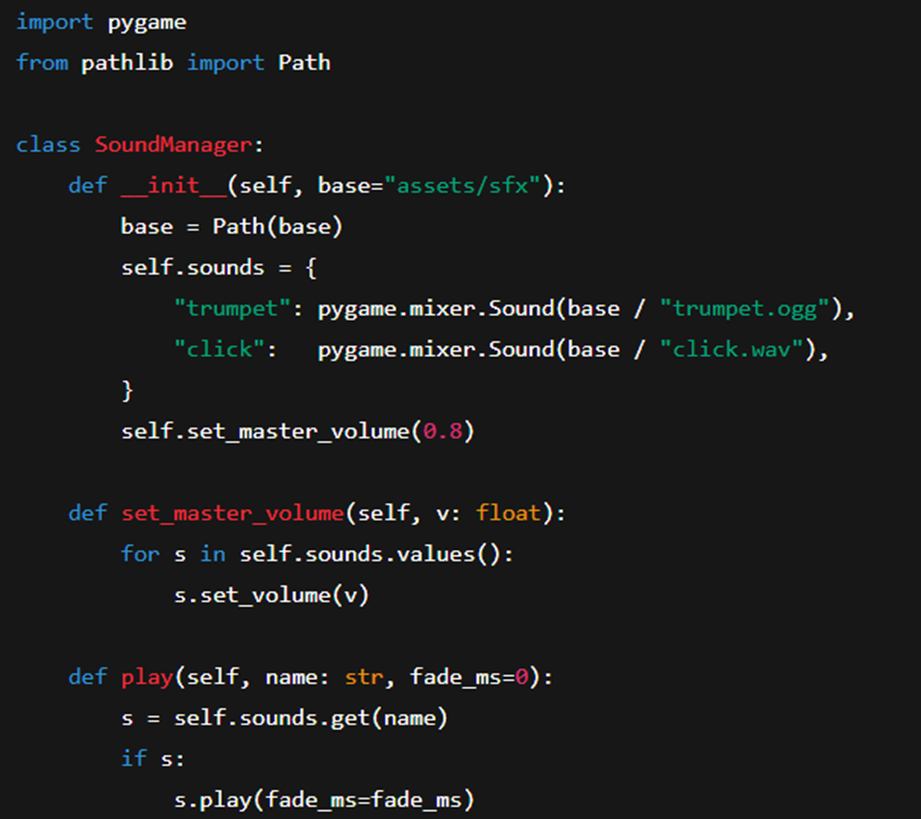 import pygame
from pathlib import Path

class SoundManager:
    def __init__(self, base="assets/sfx"):
        base = Path(base)
        self.sounds = {
            "trumpet": pygame.mixer.Sound(base / "trumpet.ogg"),
            "click":   pygame.mixer.Sound(base / "click.wav"),
        }
        self.set_master_volume(0.8)

    def set_master_volume(self, v: float):
        for s in self.sounds.values():
            s.set_volume(v)

    def play(self, name: str, fade_ms=0):
        s = self.sounds.get(name)
        if s:
            s.play(fade_ms=fade_ms)